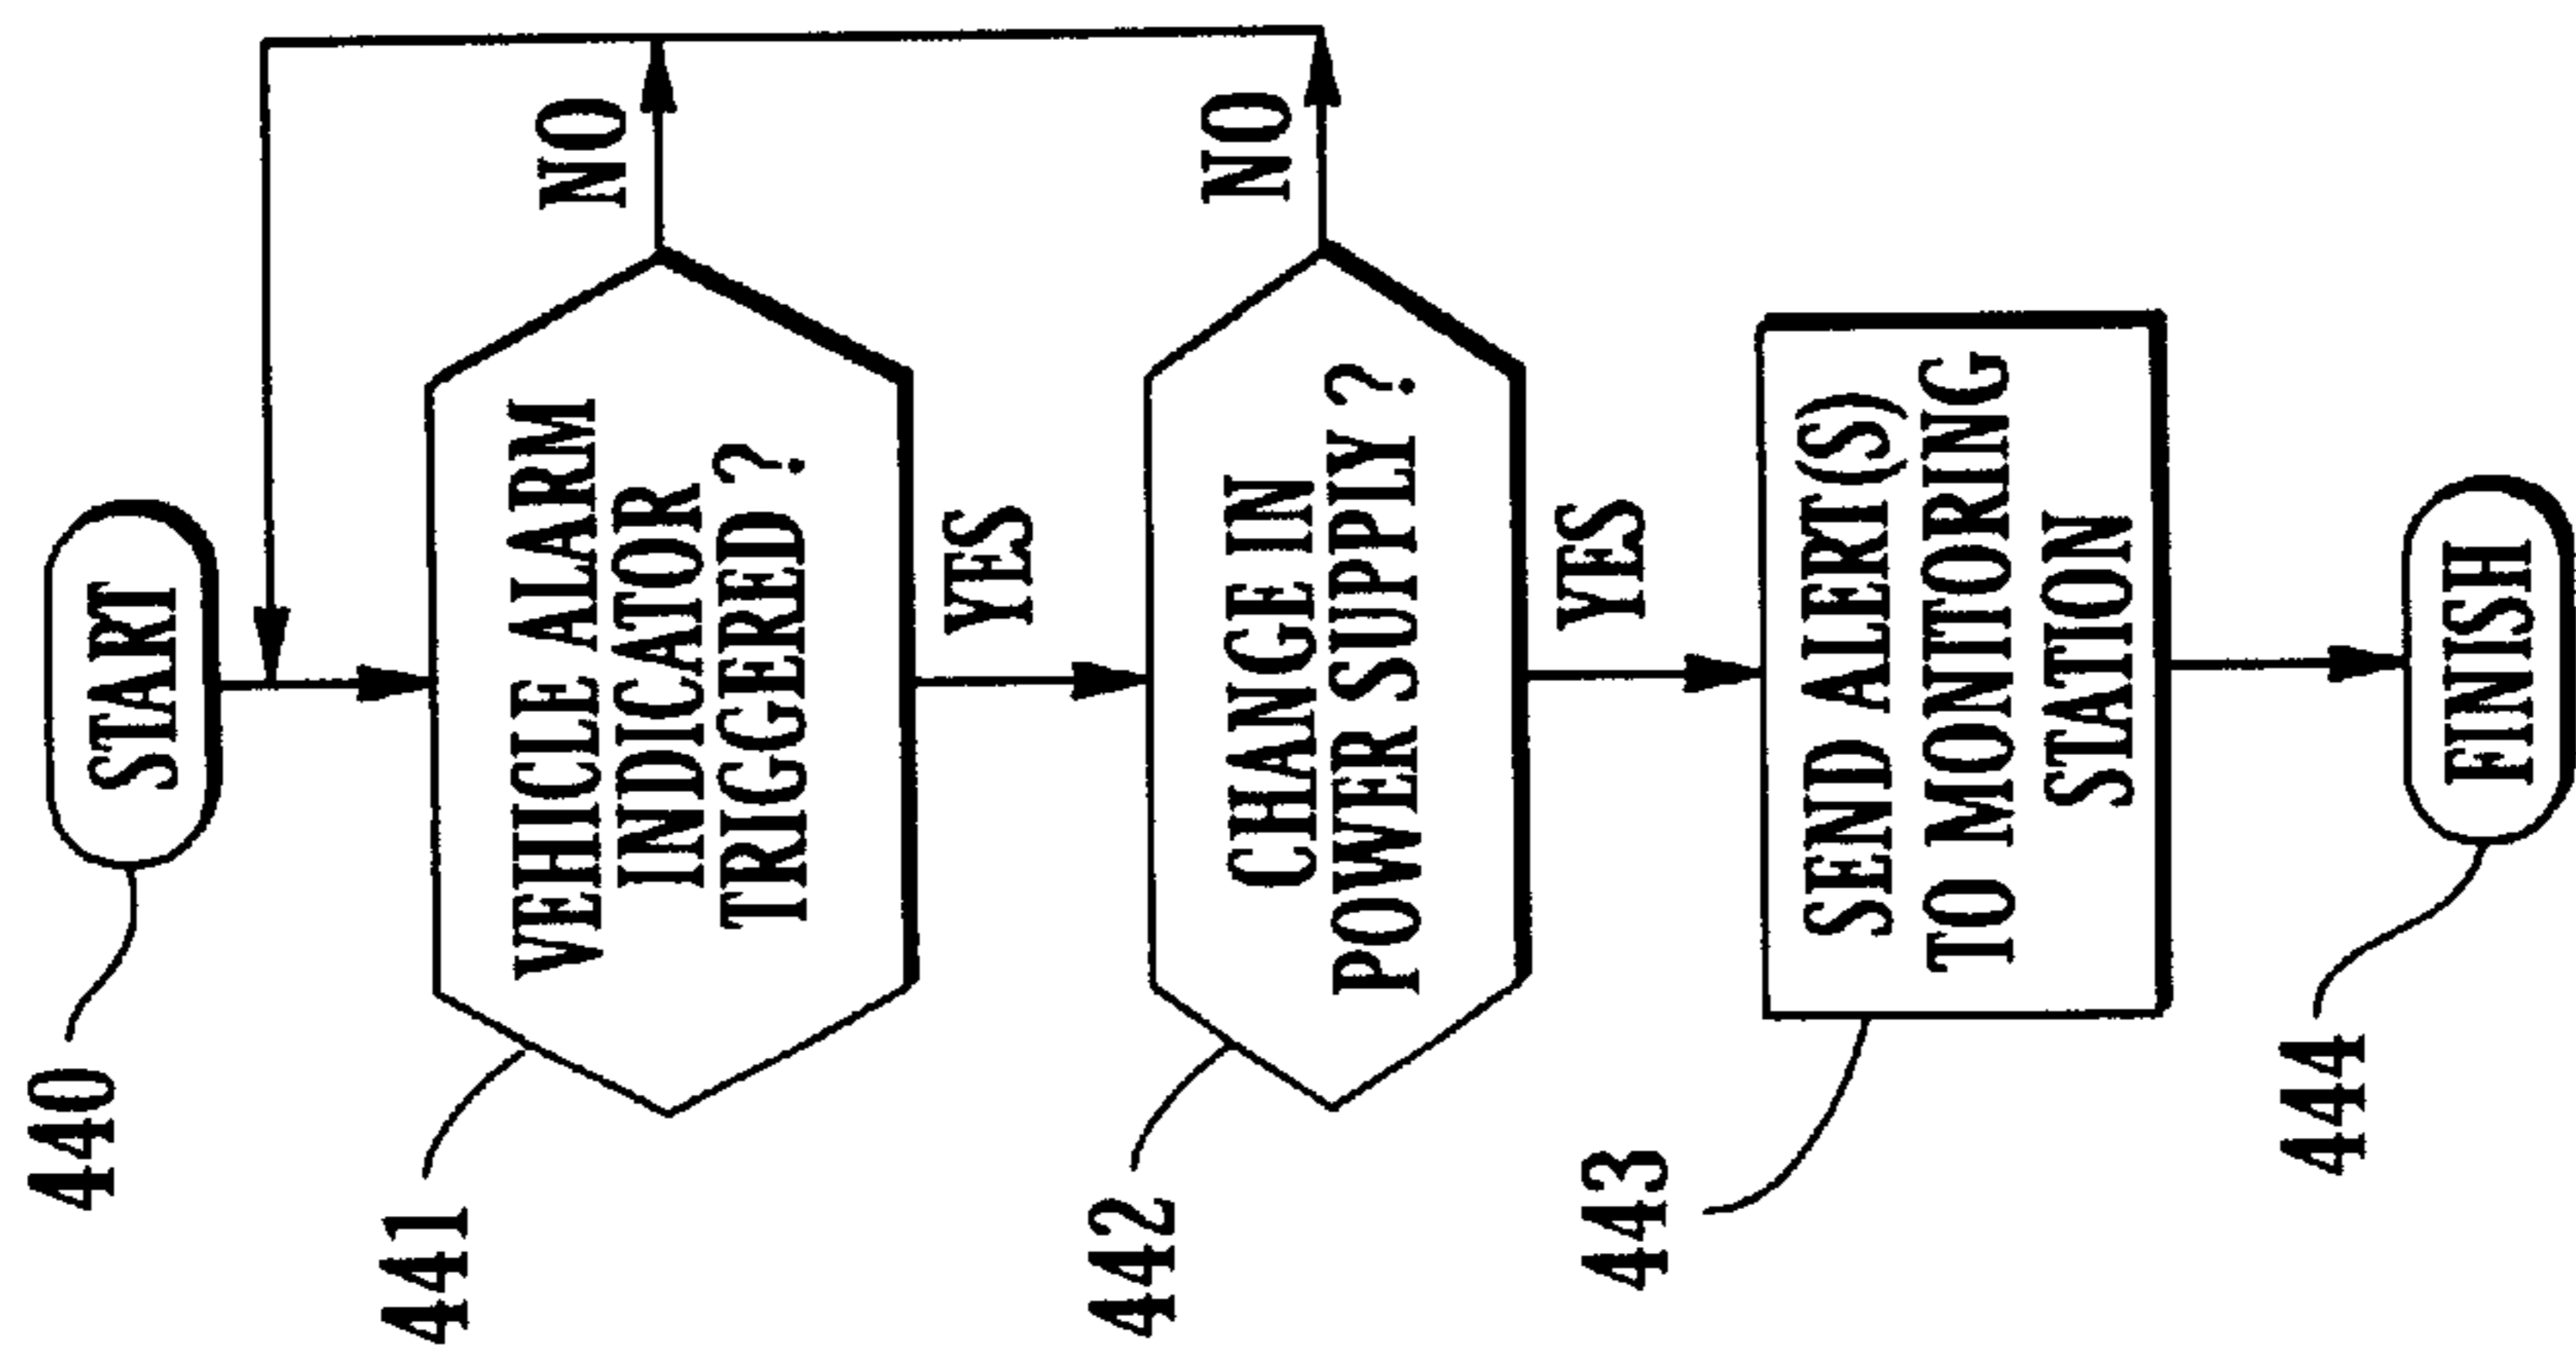 440
START
441
VEHICLE ALARM
INDICATOR
TRIGGERED ?
NO
YES
442
CHANGE IN
POWER SUPPLY ?
NO
YES
443
SEND ALERT(S)
TO MONITORING
STATION
444
FINISH